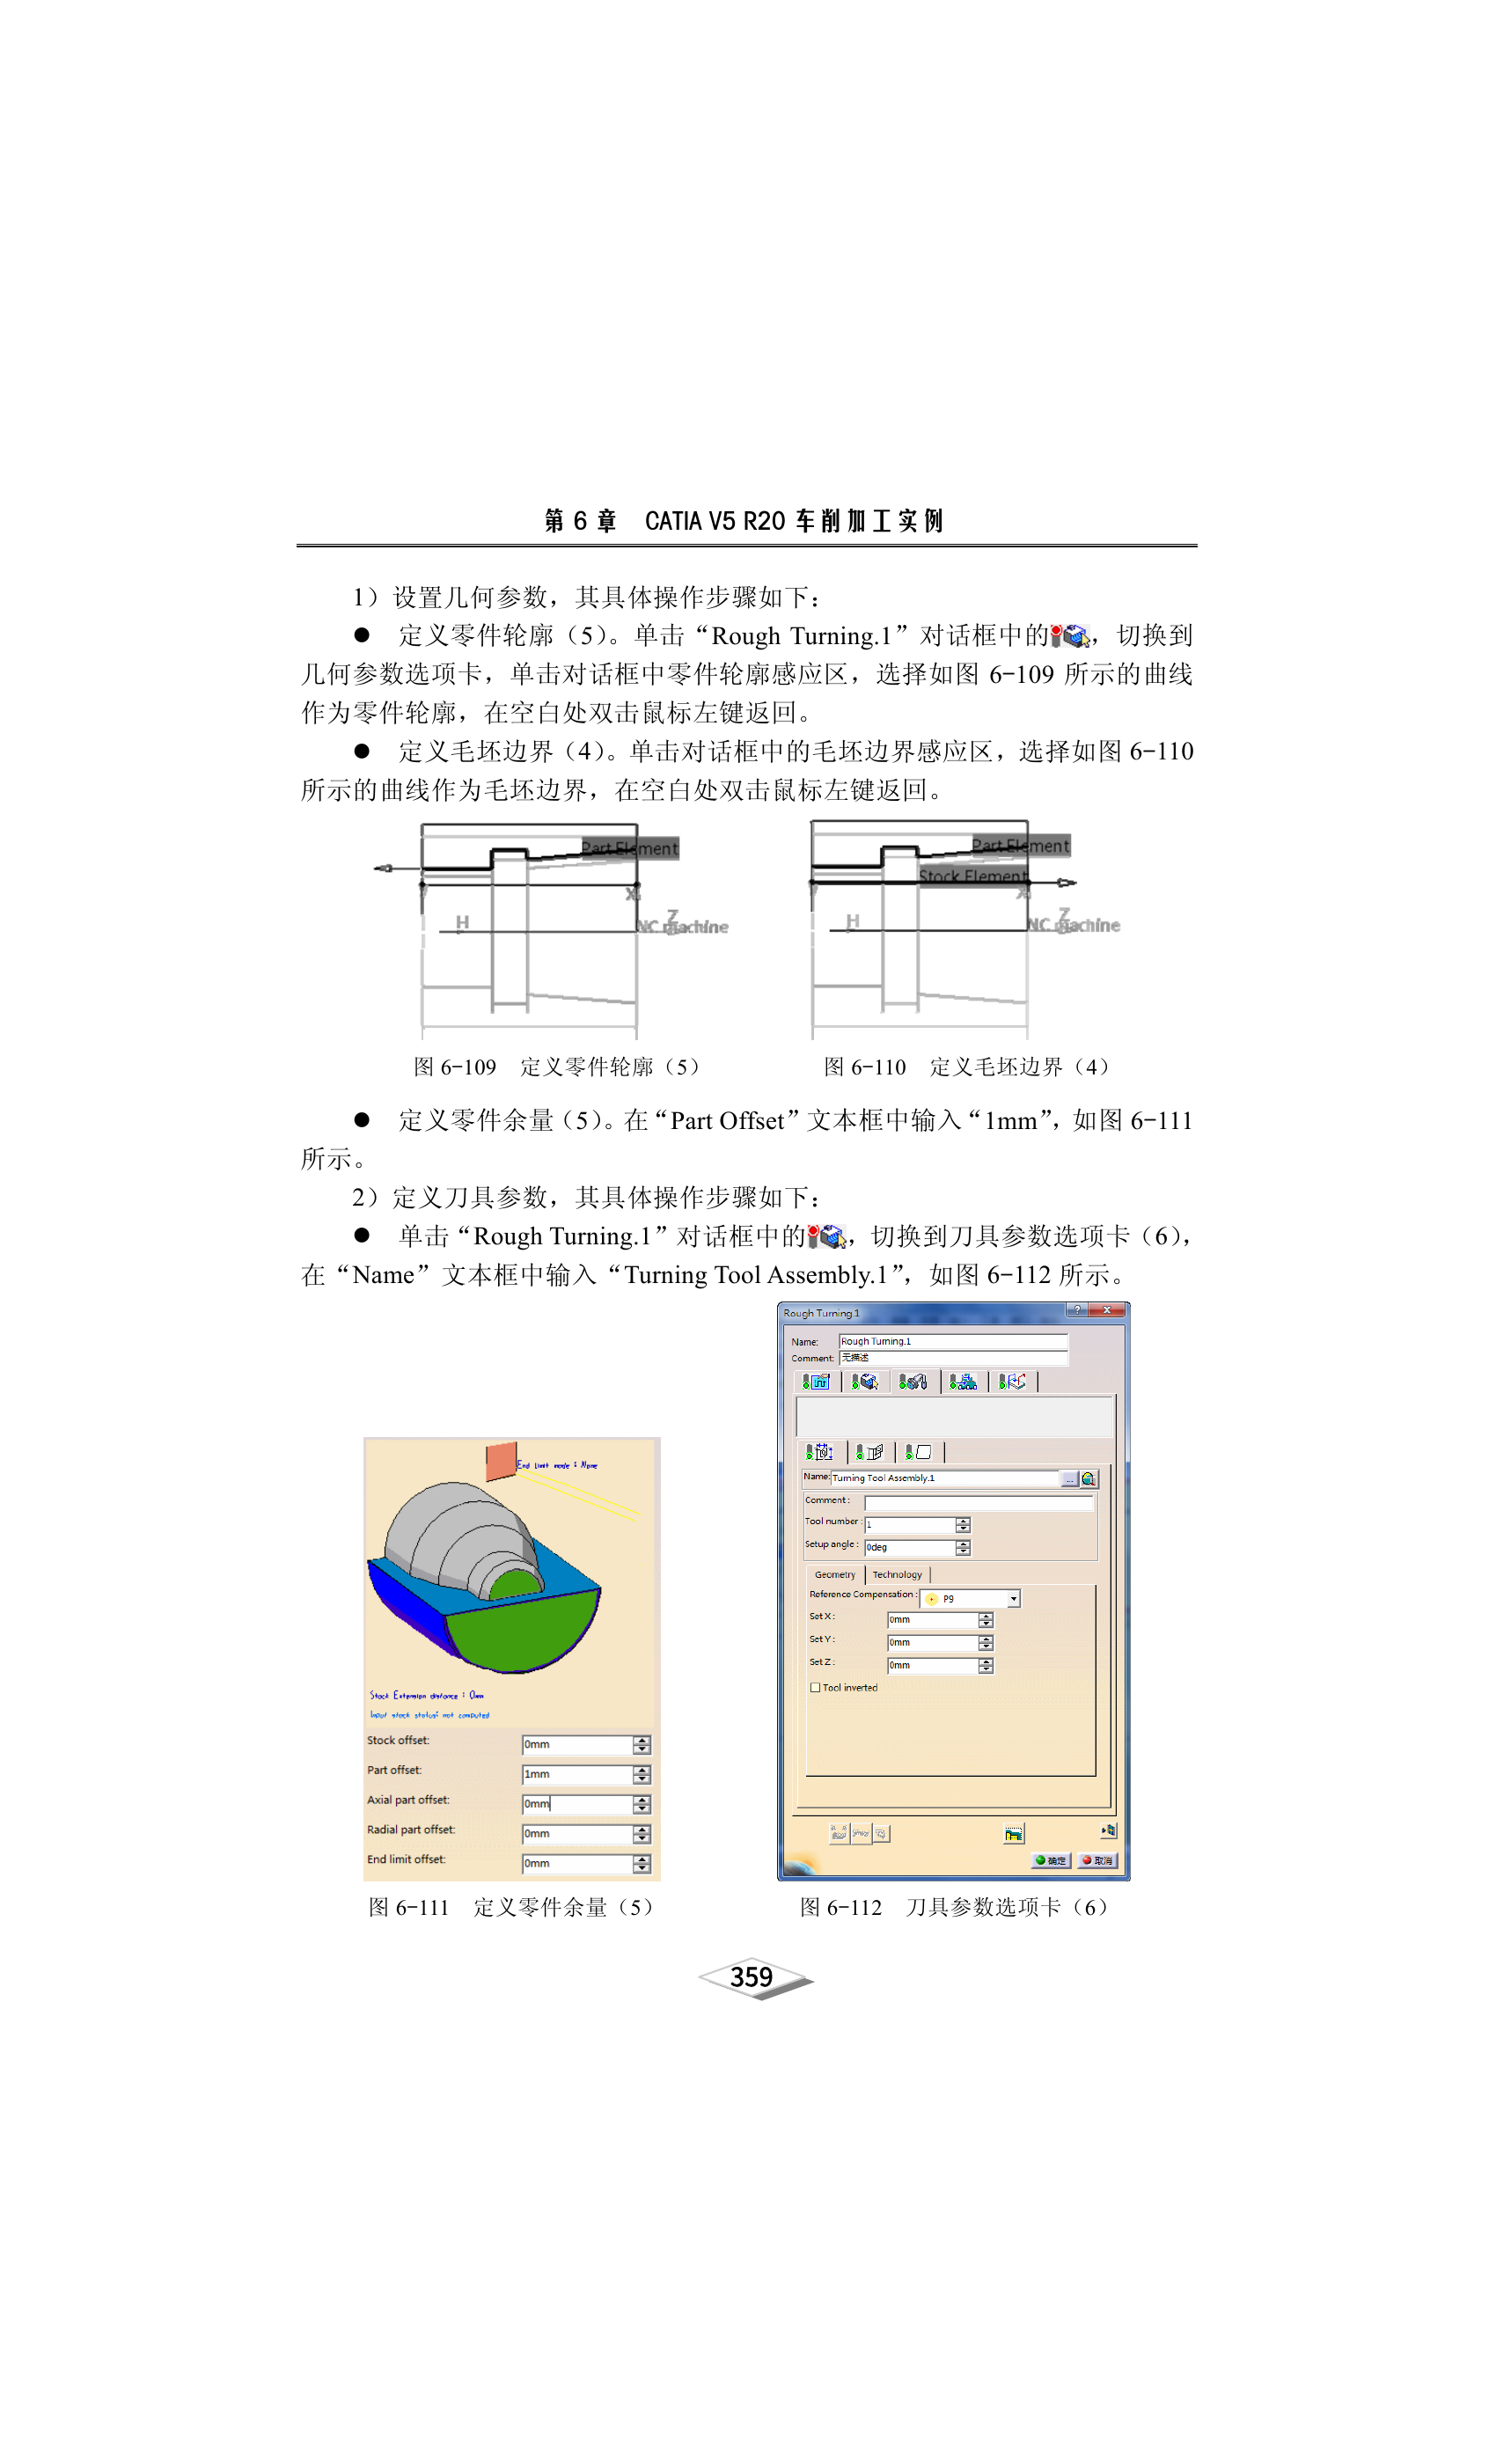 第 6 章 CATIA V5 R20 车削加工实例
1）设置几何参数，其具体操作步骤如下：
● 定义零件轮廓（5）。单击“Rough Turning.1”对话框中的，切换到
几何参数选项卡，单击对话框中零件轮廓感应区，选择如图 6-109 所示的曲线
作为零件轮廓，在空白处双击鼠标左键返回。
● 定义毛坯边界（4）。单击对话框中的毛坯边界感应区，选择如图 6-110
所示的曲线作为毛坯边界，在空白处双击鼠标左键返回。
Part Element
X
H
Z
NC machine
Part Element
Stock Element
X
H
Z
NC machine
图 6-109 定义零件轮廓（5）
图 6-110 定义毛坯边界（4）
● 定义零件余量（5）。在“Part Offset”文本框中输入“1mm”，如图 6-111
所示。
2）定义刀具参数，其具体操作步骤如下：
● 单击“Rough Turning.1”对话框中的，切换到刀具参数选项卡（6），
在“Name”文本框中输入“Turning Tool Assembly.1”，如图 6-112 所示。
End Limit mode : None
Stock Extension distance : 0mm
Input stock status: not computed
Stock offset: 0mm
Part offset: 1mm
Axial part offset: 0mm
Radial part offset: 0mm
End limit offset: 0mm
Rough Turning.1
Name: Rough Turning.1
Comment: 无描述
Name: Turning Tool Assembly.1 ...
Comment :
Tool number : 1
Setup angle : 0deg
Geometry Technology
Reference Compensation : P9
Set X : 0mm
Set Y : 0mm
Set Z : 0mm
Tool inverted
确定 取消
图 6-111 定义零件余量（5）
图 6-112 刀具参数选项卡（6）
359